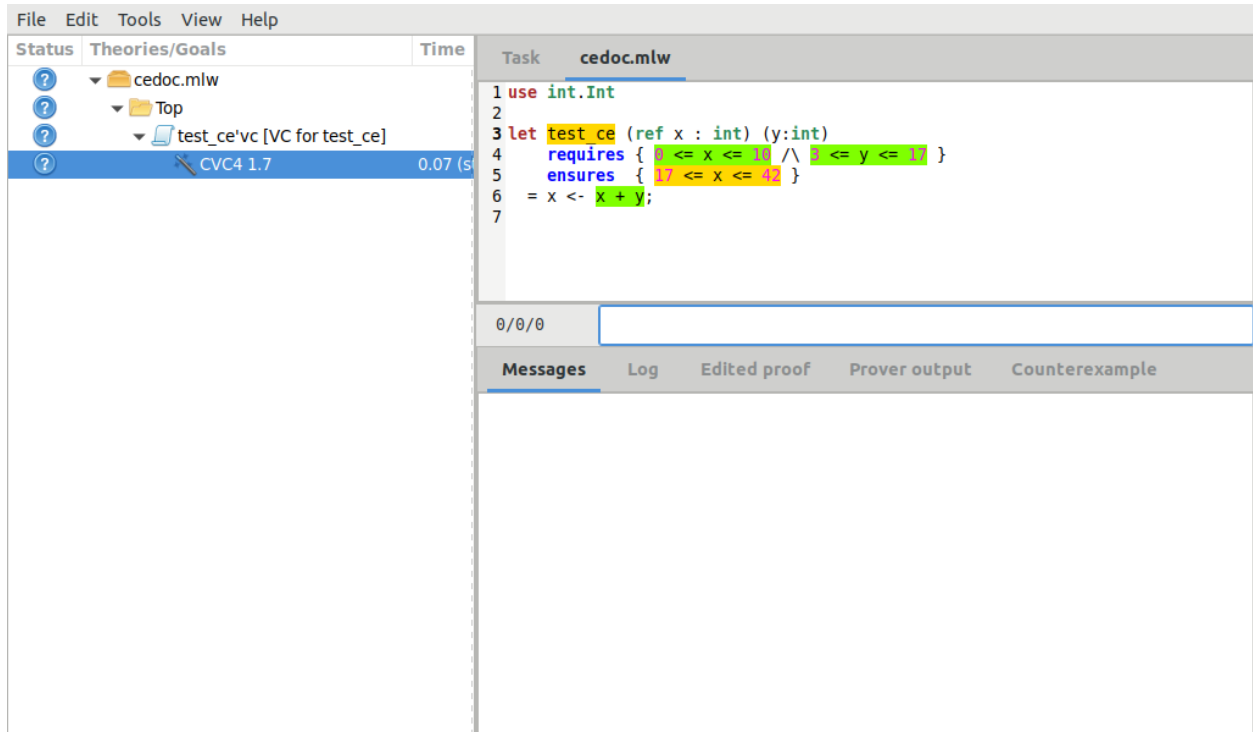 File Edit Tools View Help
Status Theories/Goals Time
cedoc.mlw
Top
test_ce'vc [VC for test_ce]
CVC4 1.7 0.07 (s
Task cedoc.mlw
1 use int.Int
2
3 let test_ce (ref x : int) (y:int)
4 requires { 0 <= x <= 10 /\ 3 <= y <= 17 }
5 ensures { 17 <= x <= 42 }
6 = x <- x + y;
7
0/0/0
Messages Log Edited proof Prover output Counterexample